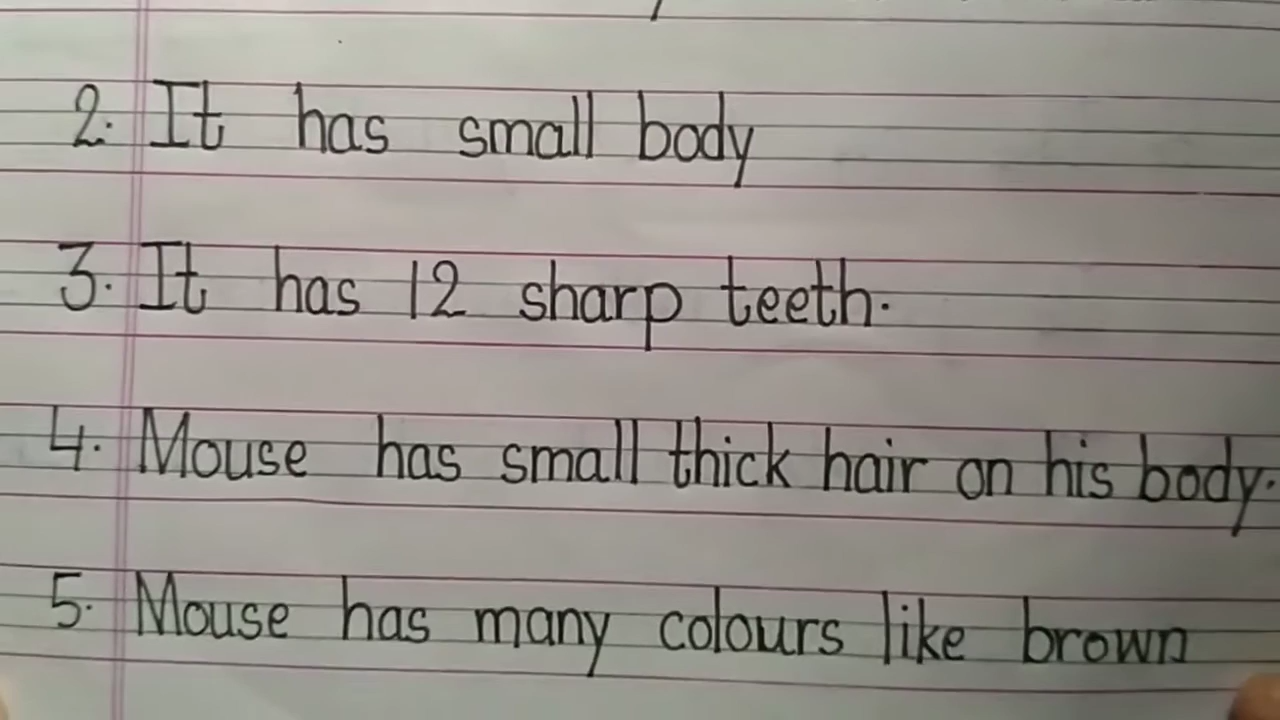 2. It has small body
3. It has 12 sharp teeth.
4. Mouse has small thick hair on his body.
5. Mouse has many colours like brown